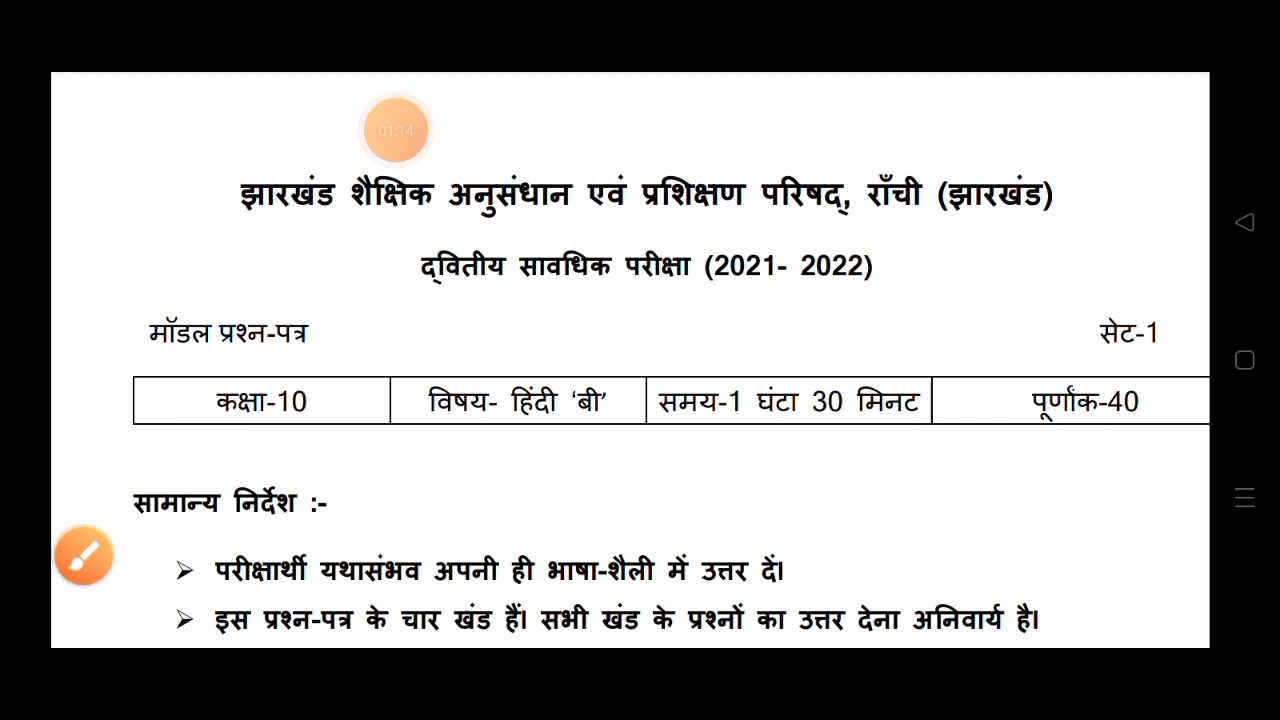 01:14
झारखंड शैक्षिक अनुसंधान एवं प्रशिक्षण परिषद्, राँची (झारखंड)
द्वितीय सावधिक परीक्षा (2021- 2022)
मॉडल प्रश्न-पत्र सेट-1
कक्षा-10 विषय- हिंदी ‘बी’ समय-1 घंटा 30 मिनट पूर्णांक-40
सामान्य निर्देश :-
➢ परीक्षार्थी यथासंभव अपनी ही भाषा-शैली में उत्तर दें।
➢ इस प्रश्न-पत्र के चार खंड हैं। सभी खंड के प्रश्नों का उत्तर देना अनिवार्य है।